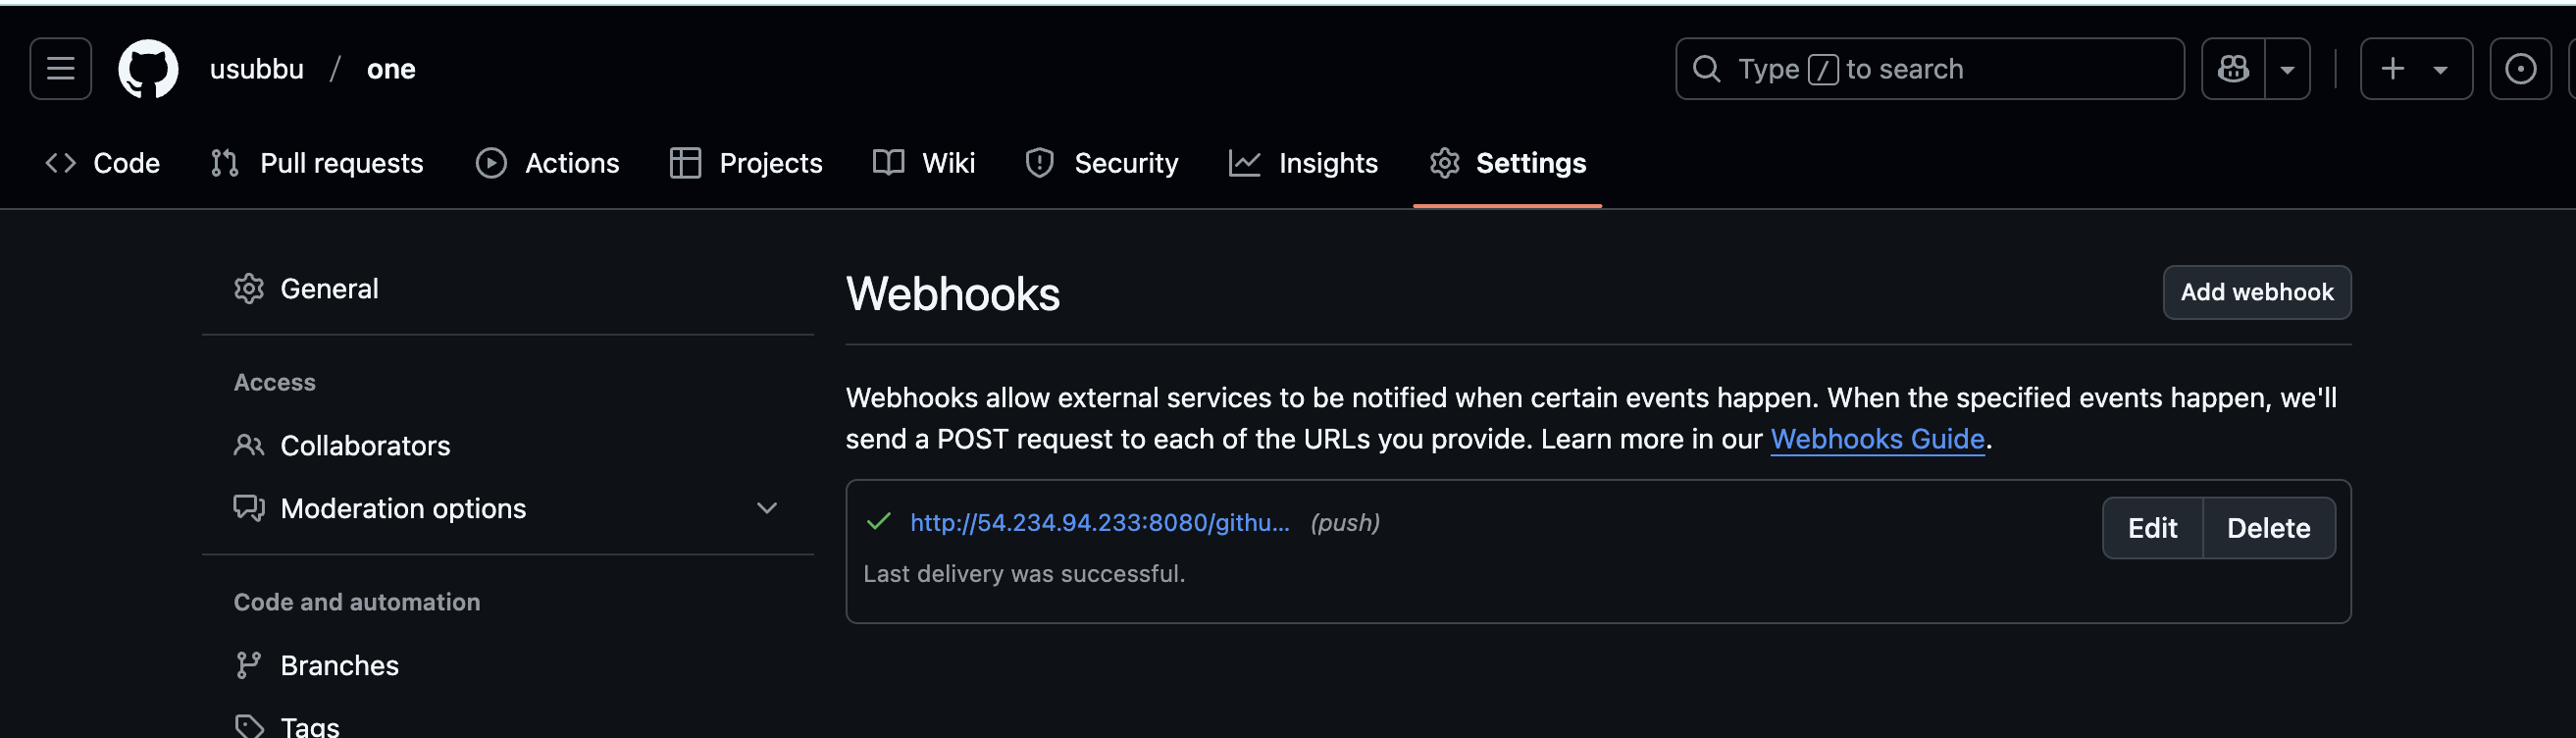 usubbu / one
Type / to search
Code Pull requests Actions Projects Wiki Security Insights Settings
General
Access
Collaborators
Moderation options
Code and automation
Branches
Tags
Webhooks
Add webhook
Webhooks allow external services to be notified when certain events happen. When the specified events happen, we'll
send a POST request to each of the URLs you provide. Learn more in our Webhooks Guide.
http://54.234.94.233:8080/githu... (push)
Edit Delete
Last delivery was successful.